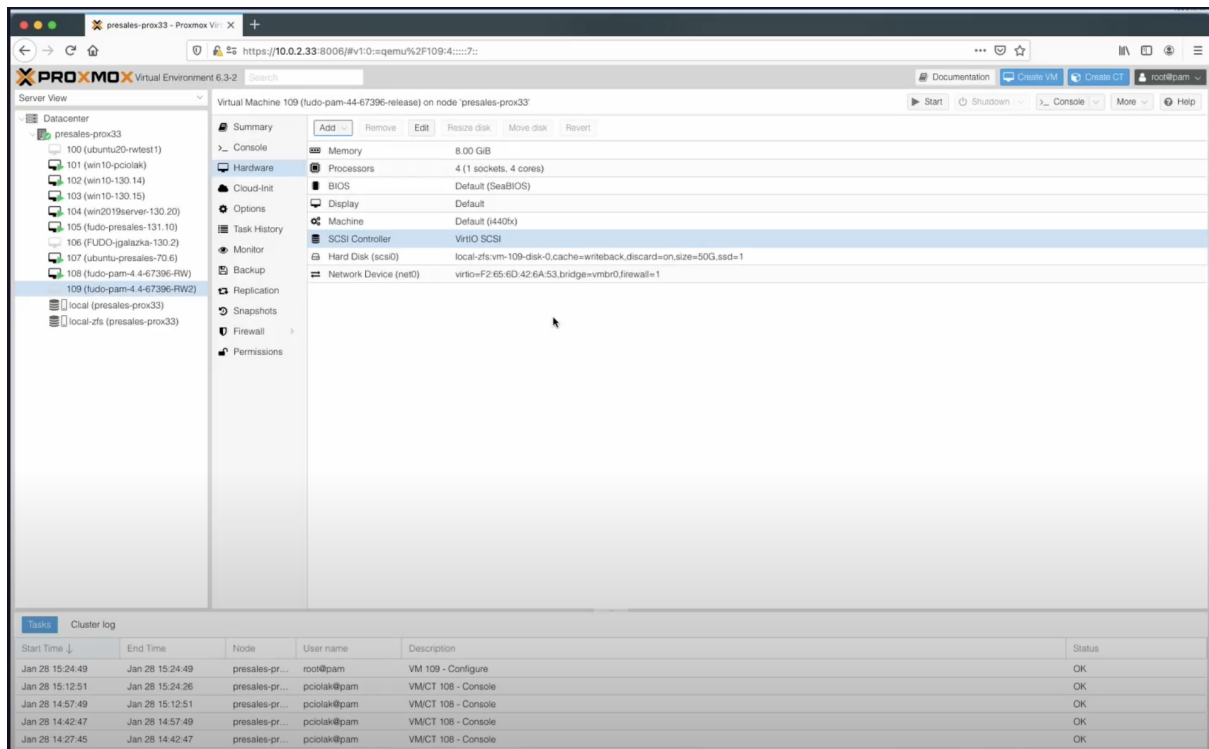 presales-prox33 - Proxmox Vir
https://10.0.2.33:8006/#v1:0:=qemu%2F109:4:::::7::
PROXMOX Virtual Environment 6.3-2 Search Documentation Create VM Create CT root@pam
Server View
Virtual Machine 109 (fudo-pam-44-67396-release) on node 'presales-prox33' Start Shutdown Console More Help
Datacenter
presales-prox33
100 (ubuntu20-rwtest1)
101 (win10-pciolak)
102 (win10-130.14)
103 (win10-130.15)
104 (win2019server-130.20)
105 (fudo-presales-131.10)
106 (FUDO-jgalazka-130.2)
107 (ubuntu-presales-70.6)
108 (fudo-pam-4.4-67396-RW)
109 (fudo-pam-4.4-67396-RW2)
local (presales-prox33)
local-zfs (presales-prox33)
Summary
Console
Hardware
Cloud-Init
Options
Task History
Monitor
Backup
Replication
Snapshots
Firewall
Permissions
Add Remove Edit Resize disk Move disk Revert
Memory 8.00 GiB
Processors 4 (1 sockets, 4 cores)
BIOS Default (SeaBIOS)
Display Default
Machine Default (i440fx)
SCSI Controller VirtIO SCSI
Hard Disk (scsi0) local-zfs:vm-109-disk-0,cache=writeback,discard=on,size=50G,ssd=1
Network Device (net0) virtio=F2:65:6D:42:6A:53,bridge=vmbr0,firewall=1
Tasks Cluster log
Start Time ↓ End Time Node User name Description Status
Jan 28 15:24:49 Jan 28 15:24:49 presales-pr... root@pam VM 109 - Configure OK
Jan 28 15:12:51 Jan 28 15:24:26 presales-pr... pciolak@pam VM/CT 108 - Console OK
Jan 28 14:57:49 Jan 28 15:12:51 presales-pr... pciolak@pam VM/CT 108 - Console OK
Jan 28 14:42:47 Jan 28 14:57:49 presales-pr... pciolak@pam VM/CT 108 - Console OK
Jan 28 14:27:45 Jan 28 14:42:47 presales-pr... pciolak@pam VM/CT 108 - Console OK